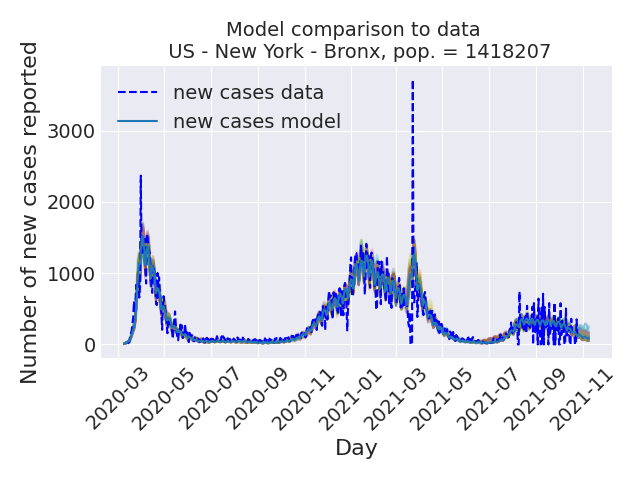 Model comparison to data
US - New York - Bronx, pop. = 1418207
new cases data
new cases model
Number of new cases reported
3000
2000
1000
0
2020-03
2020-05
2020-07
2020-09
2020-11
2021-01
2021-03
2021-05
2021-07
2021-09
2021-11
Day